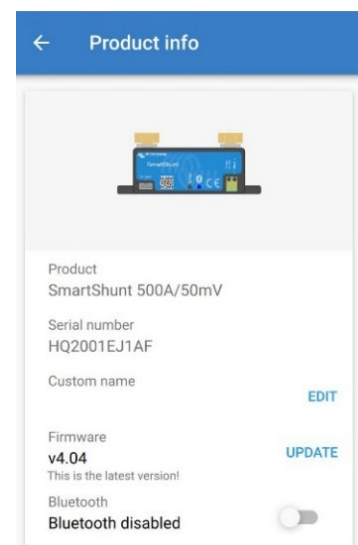 Product info
SmartShunt
Product
SmartShunt 500A/50mV
Serial number
HQ2001EJ1AF
Custom name
EDIT
Firmware
v4.04
UPDATE
This is the latest version!
Bluetooth
Bluetooth disabled